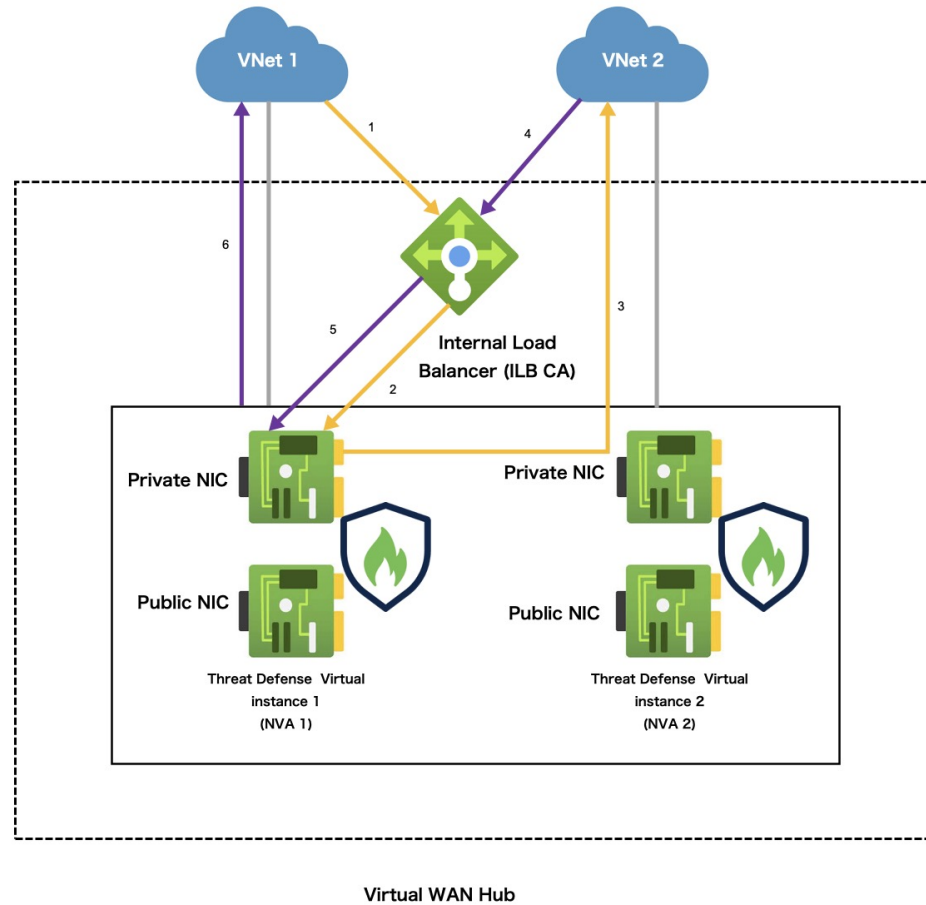 VNet 1
VNet 2
1
4
6
3
5
Internal Load
Balancer (ILB CA)
2
Private NIC
Private NIC
Public NIC
Public NIC
Threat Defense Virtual
instance 1
(NVA 1)
Threat Defense Virtual
instance 2
(NVA 2)
Virtual WAN Hub